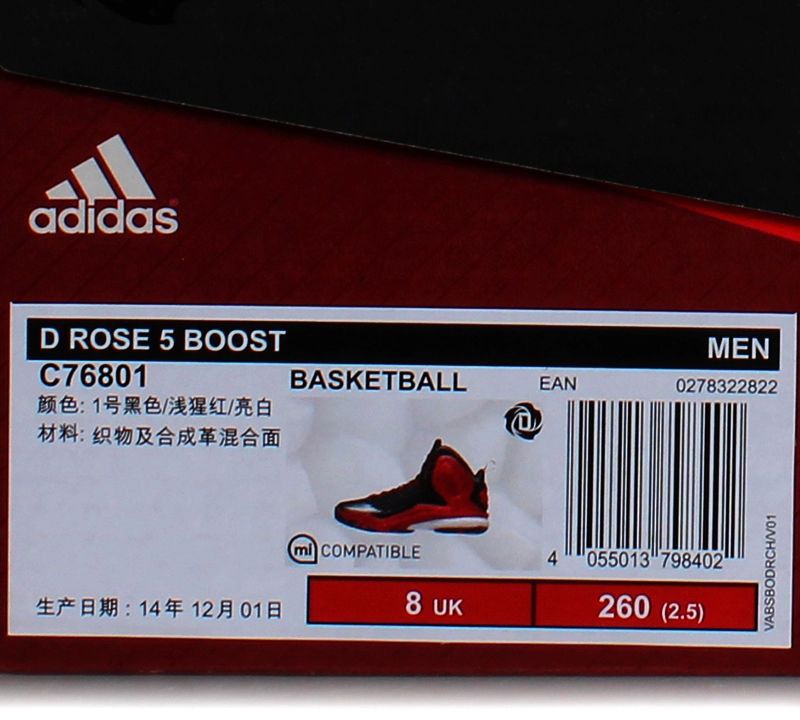 adidas
D ROSE 5 BOOST
MEN
C76801
BASKETBALL
EAN
0278322822
颜色: 1号黑色/浅猩红/亮白
材料: 织物及合成革混合面
D
mi COMPATIBLE
4 055013 798402
VABSBODRCH/V01
生产日期 : 14年 12月 01日
8 UK
260 (2.5)